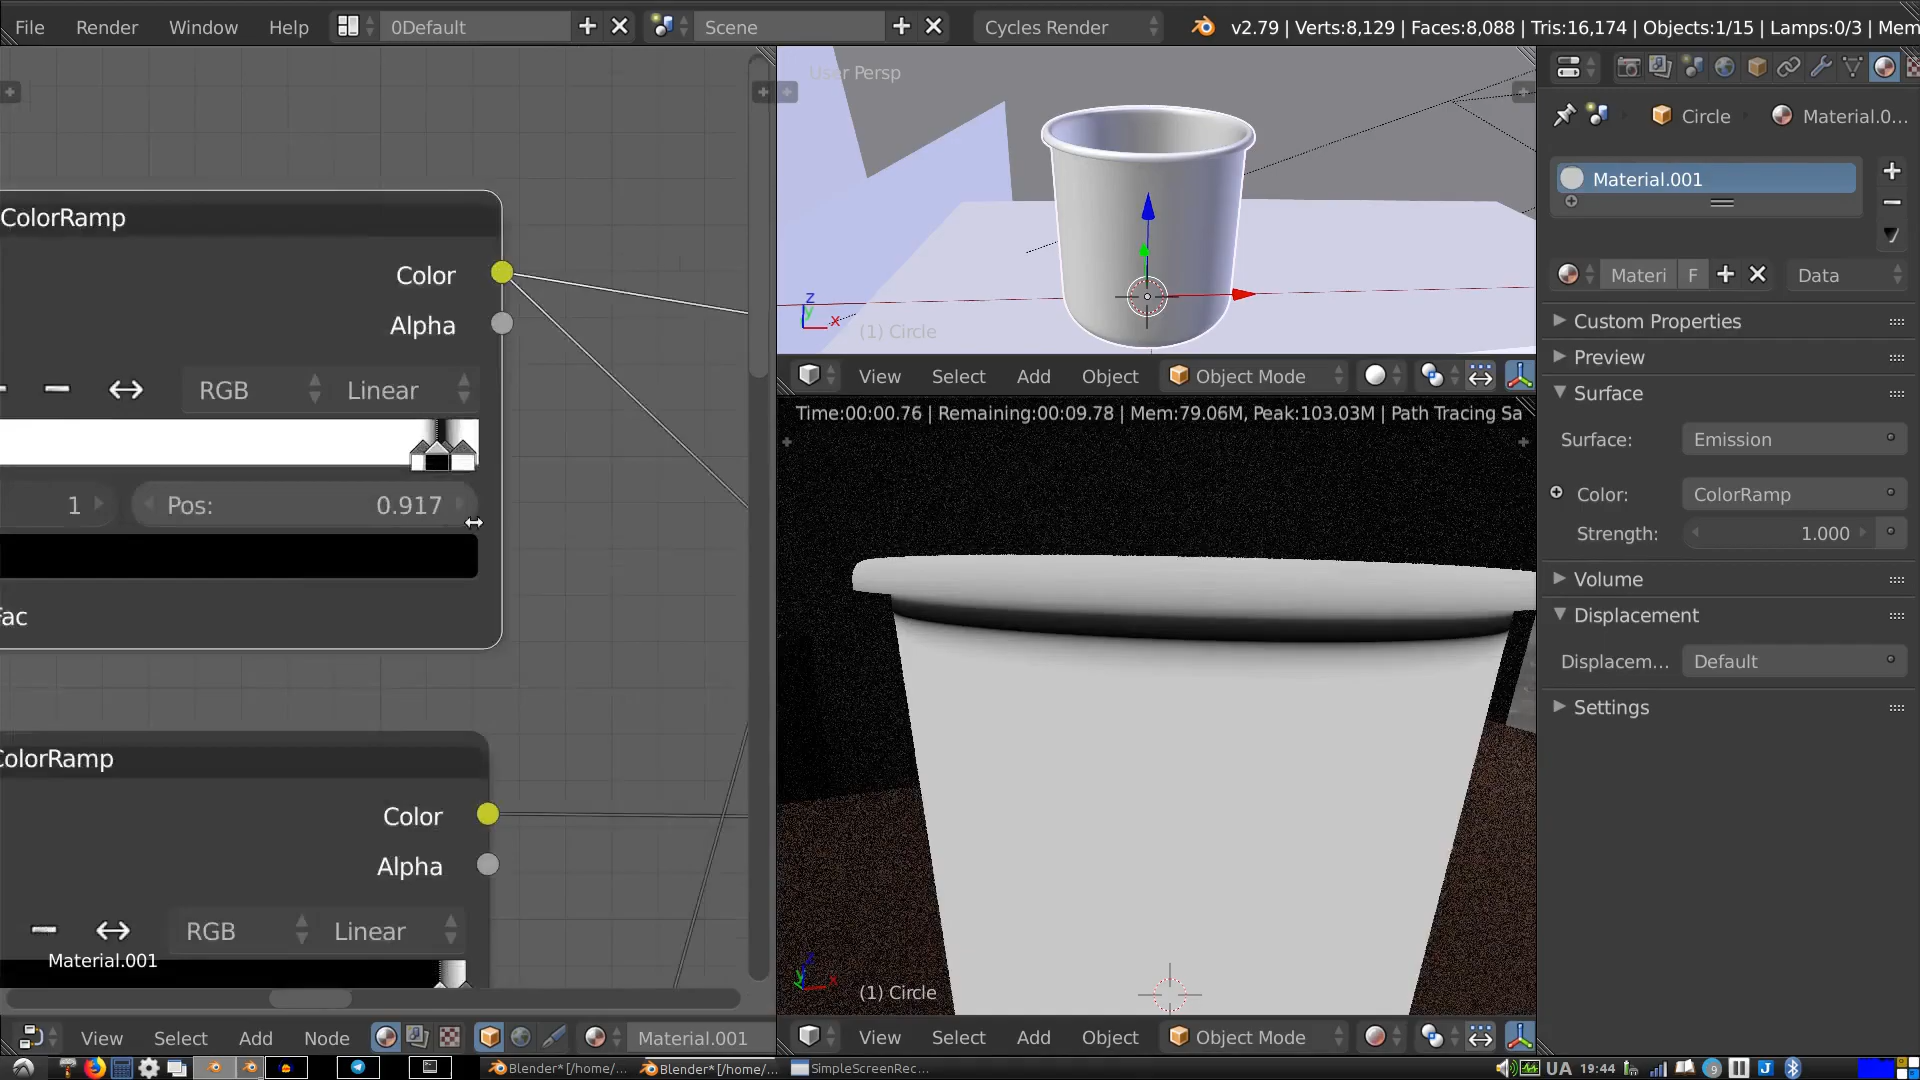 File Render Window Help 0Default Scene Cycles Render v2.79 | Verts:8,129 | Faces:8,088 | Tris:16,174 | Objects:1/15 | Lamps:0/3 | Mem
User Persp
z
y
x
(1) Circle
View Select Add Object Object Mode
Time:00:00.76 | Remaining:00:09.78 | Mem:79.06M, Peak:103.03M | Path Tracing Sa
(1) Circle
View Select Add Object Object Mode
ColorRamp
Color
Alpha
RGB Linear
1 Pos: 0.917
ac
ColorRamp
Color
Alpha
RGB Linear
Material.001
View Select Add Node Material.001
Circle Material.0...
Material.001
Materi F Data
Custom Properties
Preview
Surface
Surface: Emission
Color: ColorRamp
Strength: 1.000
Volume
Displacement
Displacem... Default
Settings
Blender*[/home/... Blender*[/home/... SimpleScreenRec... UA 19:44 9 J